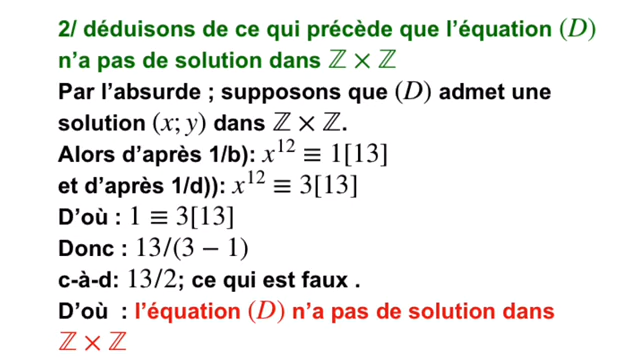 2/ déduisons de ce qui précède que l'équation (D)
n'a pas de solution dans ℤ × ℤ
Par l'absurde ; supposons que (D) admet une
solution (x; y) dans ℤ × ℤ.
Alors d'après 1/b): x¹² ≡ 1[13]
et d'après 1/d)): x¹² ≡ 3[13]
D'où : 1 ≡ 3[13]
Donc : 13/(3 − 1)
c-à-d: 13/2; ce qui est faux .
D'où : l'équation (D) n'a pas de solution dans
ℤ × ℤ